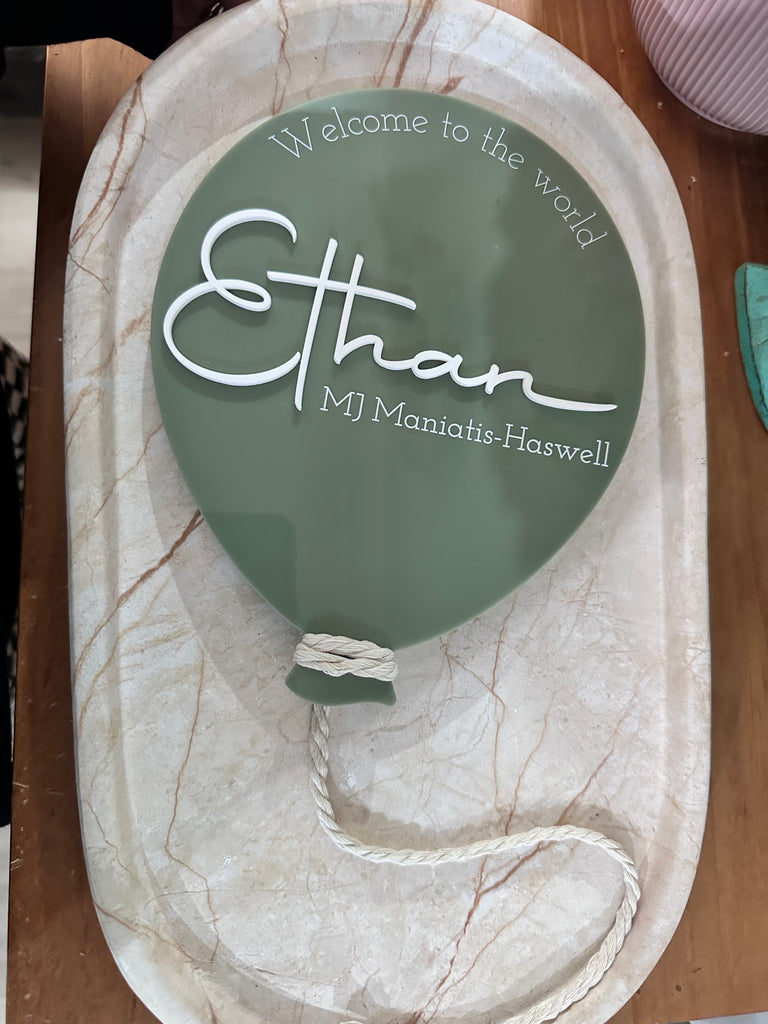 Welcome to the world
Ethan
MJ Maniatis-Haswell